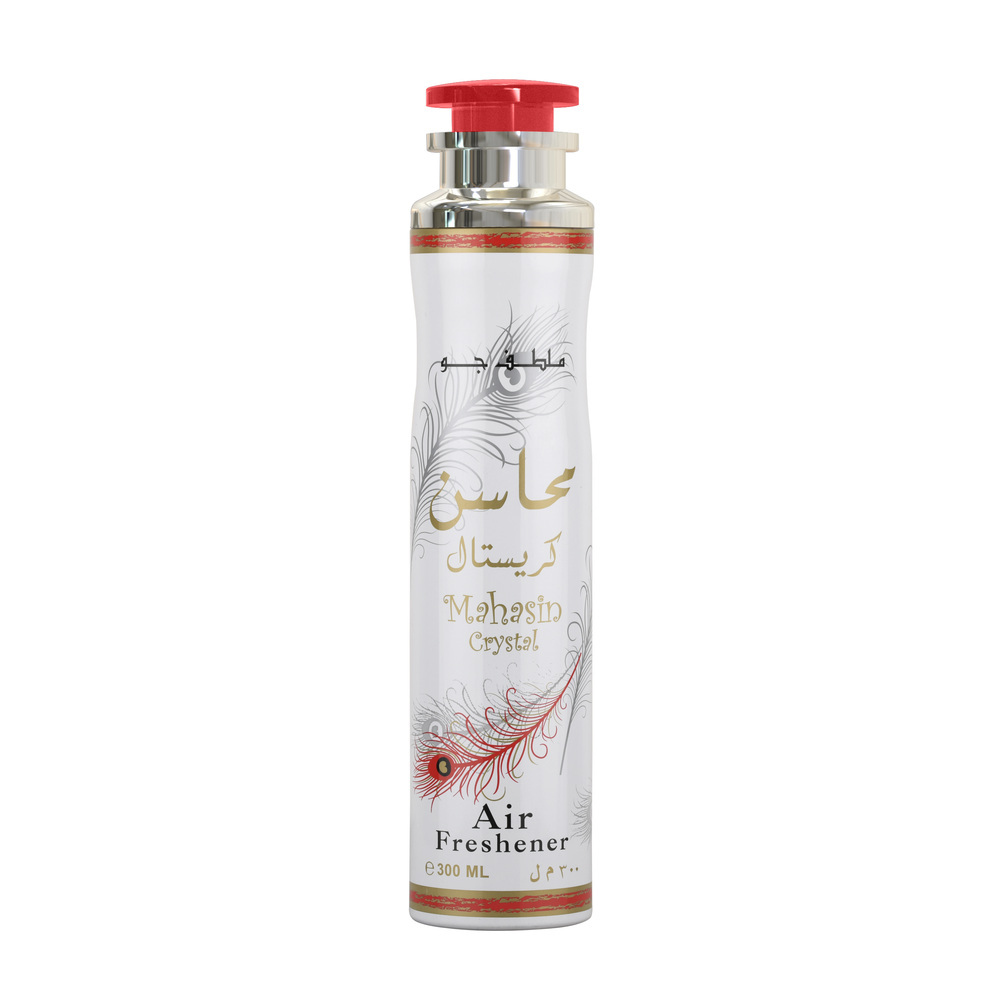 ملطف جو
محاسن
كريستال
Mahasin
Crystal
Air
Freshener
℮ 300 ML ٣٠٠ م ل